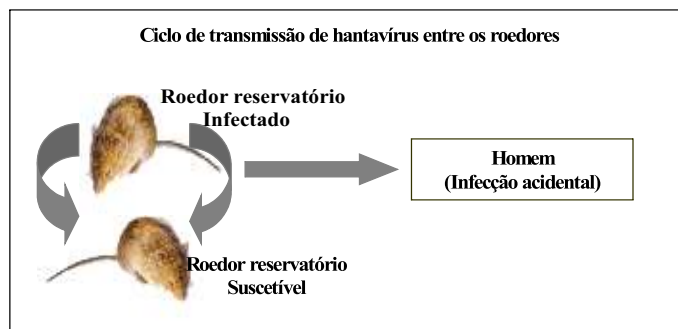 Ciclo de transmissão de hantavírus entre os roedores
Roedor reservatório
Infectado
Homem
(Infecção acidental)
Roedor reservatório
Suscetível